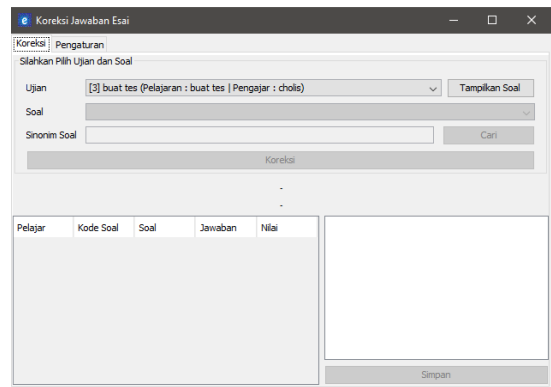 Koreksi Jawaban Esai
Koreksi Pengaturan
Silahkan Pilih Ujian dan Soal
Ujian [3] buat tes (Pelajaran : buat tes | Pengajar : cholis) Tampilkan Soal
Soal
Sinonim Soal Cari
Koreksi
-
-
Pelajar Kode Soal Soal Jawaban Nilai
Simpan